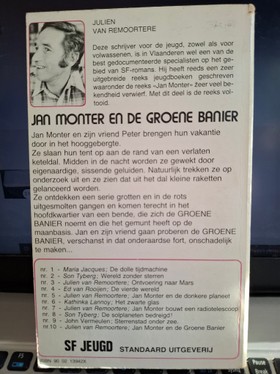 JULIEN
VAN REMOORTERE
Deze schrijver voor de jeugd, zowel als voor
volwassenen, is in Vlaanderen wel een van de
best gedocumenteerde specialisten op het ge-
bied van SF-romans. Hij heeft reeds een zeer
uitgebreide reeks jeugdboeken geschreven
waaronder de reeks «Jan Monter» zeer veel be-
kendheid verwierf. Met dit deel is de reeks vol-
tooid.
JAN MONTER EN DE GROENE BANIER
Jan Monter en zijn vriend Peter brengen hun vakantie
door in het hooggebergte.
Ze slaan hun tent op aan de rand van een verlaten
keteldal. Midden in de nacht worden ze gewekt door
eigenaardige, sissende geluiden. Natuurlijk trekken ze op
onderzoek uit en ze zien dat uit het dal kleine raketten
gelanceerd worden.
Ze ontdekken een serie grotten en in de rots
uitgesmolten gangen en komen terecht in het
hoofdkwartier van een bende, die zich de GROENE
BANIER noemt en die het gemunt heeft op de
maanbasis. Jan en zijn vriend gaan proberen de GROENE
BANIER, verschanst in dat onderaardse fort, onschadelijk
te maken...
nr. 1 - Maria Jacques; De dolle tijdmachine
nr. 2 - Son Tyberg; Wereld zonder sterren
nr. 3 - Julien van Remoortere; Ontvoering naar Mars
nr. 4 - Ed van Rooijen; De vierde wereld
nr. 5 - Julien van Remoortere; Jan Monter en de donkere planeet
nr. 6 - Kathinka Lannoy; Het zwarte glas
nr. 7 - Julien van Remoortere; Jan Monter bouwt een radiotelescoop
nr. 8 - Son Tyberg; De solplaneten bedreigd?
nr. 9 - John Vermeulen; Sterrenstad onder zee.
nr. 10 - Julien van Remoortere; Jan Monter en de Groene Banier
SF JEUGD STANDAARD UITGEVERIJ